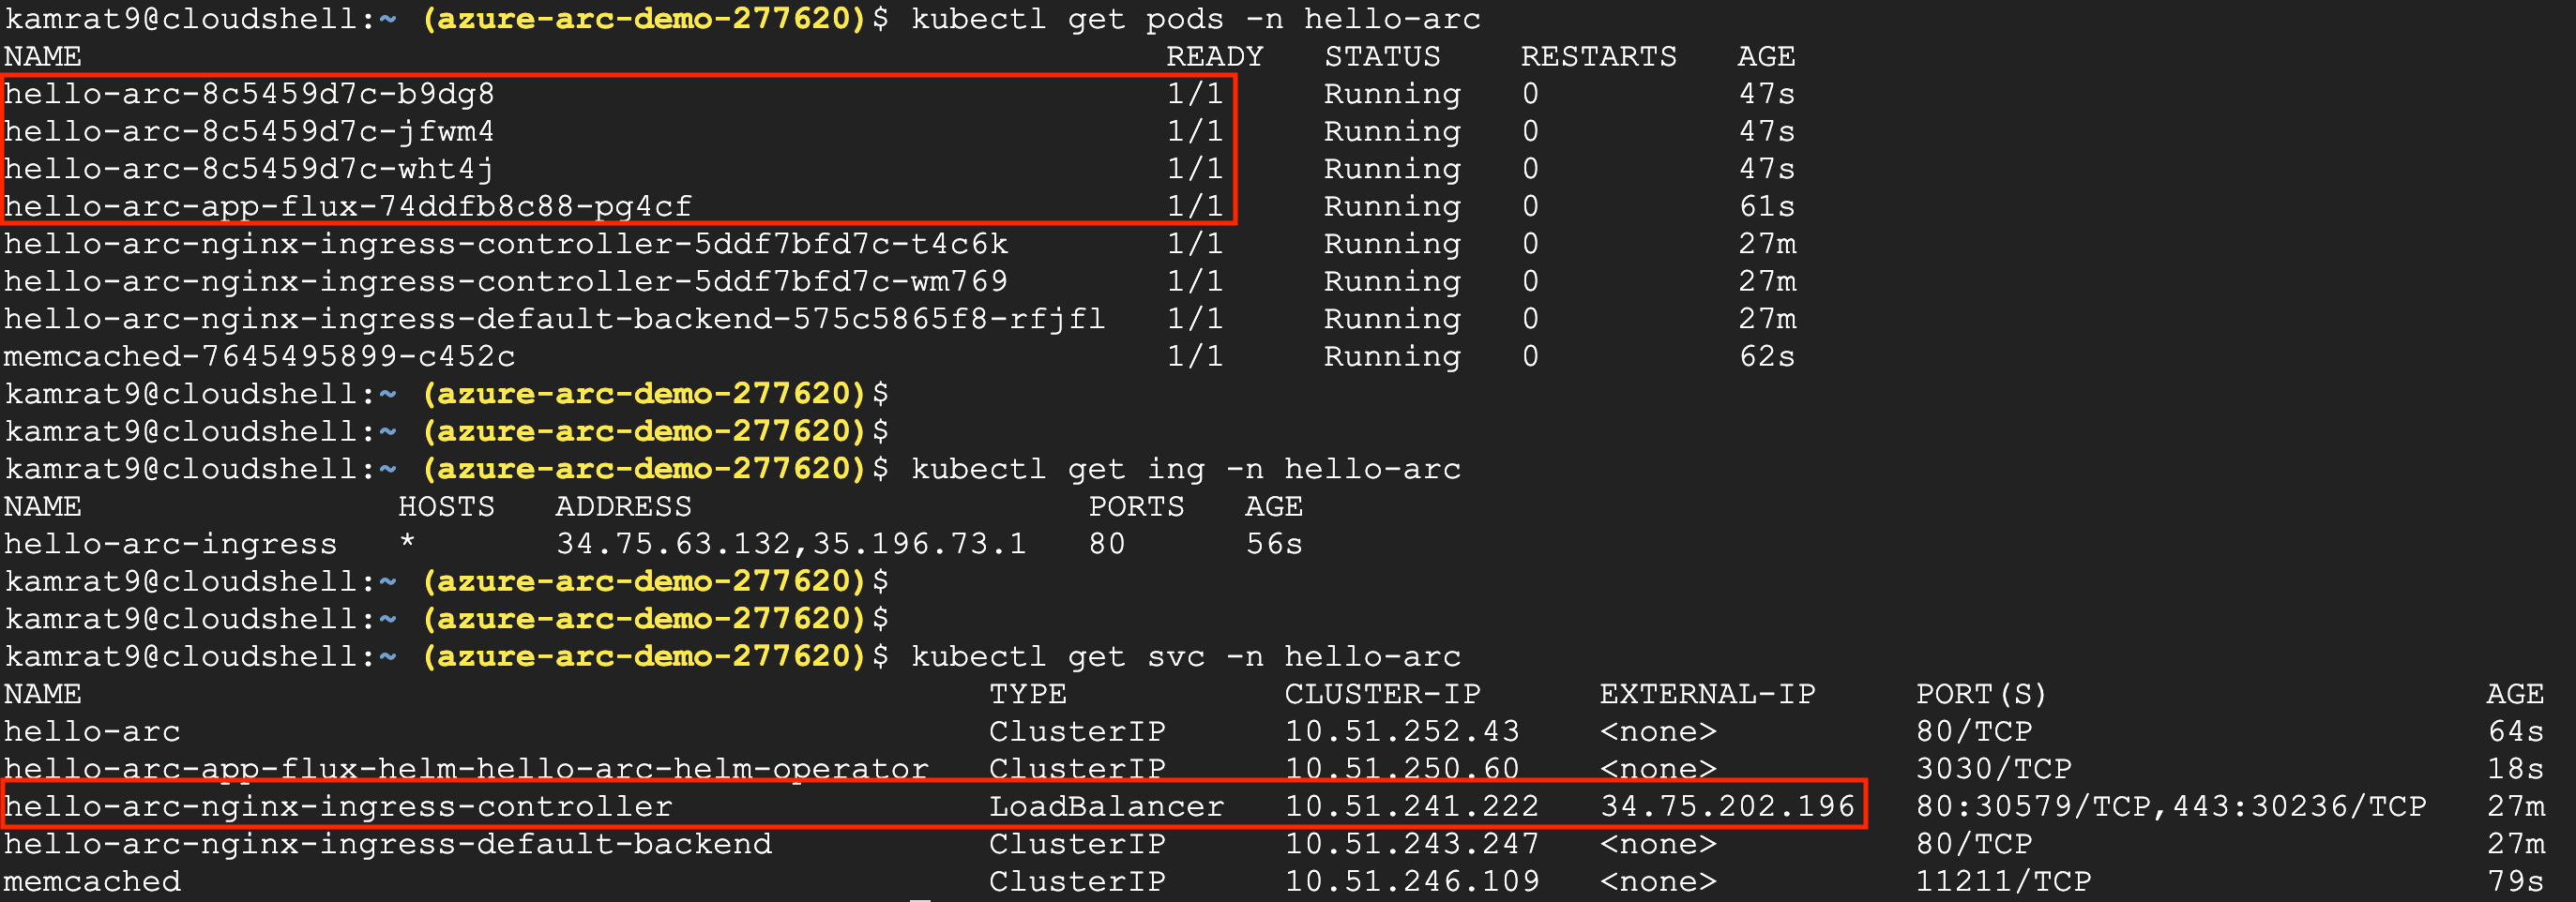 kamrat9@cloudshell:~ (azure-arc-demo-277620)$ kubectl get pods -n hello-arc
NAME READY STATUS RESTARTS AGE
hello-arc-8c5459d7c-b9dg8 1/1 Running 0 47s
hello-arc-8c5459d7c-jfwm4 1/1 Running 0 47s
hello-arc-8c5459d7c-wht4j 1/1 Running 0 47s
hello-arc-app-flux-74ddfb8c88-pg4cf 1/1 Running 0 61s
hello-arc-nginx-ingress-controller-5ddf7bfd7c-t4c6k 1/1 Running 0 27m
hello-arc-nginx-ingress-controller-5ddf7bfd7c-wm769 1/1 Running 0 27m
hello-arc-nginx-ingress-default-backend-575c5865f8-rfjfl 1/1 Running 0 27m
memcached-7645495899-c452c 1/1 Running 0 62s
kamrat9@cloudshell:~ (azure-arc-demo-277620)$
kamrat9@cloudshell:~ (azure-arc-demo-277620)$
kamrat9@cloudshell:~ (azure-arc-demo-277620)$ kubectl get ing -n hello-arc
NAME HOSTS ADDRESS PORTS AGE
hello-arc-ingress * 34.75.63.132,35.196.73.1 80 56s
kamrat9@cloudshell:~ (azure-arc-demo-277620)$
kamrat9@cloudshell:~ (azure-arc-demo-277620)$
kamrat9@cloudshell:~ (azure-arc-demo-277620)$ kubectl get svc -n hello-arc
NAME TYPE CLUSTER-IP EXTERNAL-IP PORT(S) AGE
hello-arc ClusterIP 10.51.252.43 <none> 80/TCP 64s
hello-arc-app-flux-helm-hello-arc-helm-operator ClusterIP 10.51.250.60 <none> 3030/TCP 18s
hello-arc-nginx-ingress-controller LoadBalancer 10.51.241.222 34.75.202.196 80:30579/TCP,443:30236/TCP 27m
hello-arc-nginx-ingress-default-backend ClusterIP 10.51.243.247 <none> 80/TCP 27m
memcached ClusterIP 10.51.246.109 <none> 11211/TCP 79s